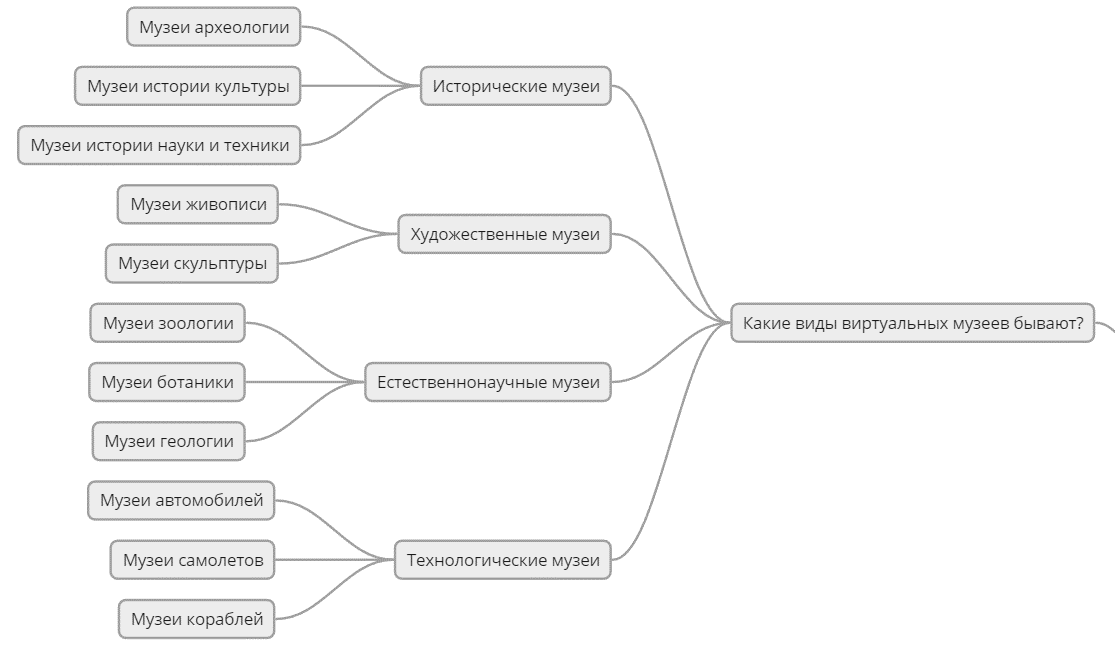 Музеи археологии
Музеи истории культуры
Исторические музеи
Музеи истории науки и техники
Музеи живописи
Художественные музеи
Музеи скульптуры
Музеи зоологии
Какие виды виртуальных музеев бывают?
Музеи ботаники
Естественнонаучные музеи
Музеи геологии
Музеи автомобилей
Музеи самолетов
Технологические музеи
Музеи кораблей